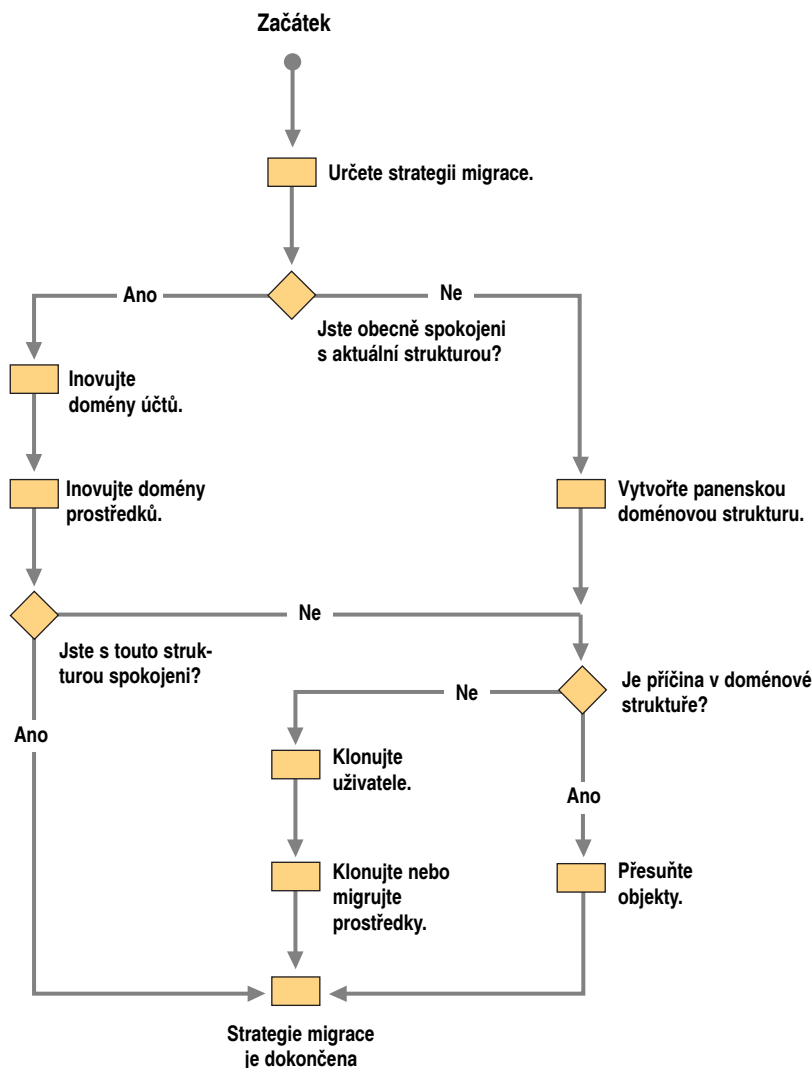 Začátek
Určete strategii migrace.
Ano
Ne
Jste obecně spokojeni
s aktuální strukturou?
Inovujte
domény účtů.
Inovujte domény
prostředků.
Vytvořte panenskou
doménovou strukturu.
Ne
Jste s touto struk-
turou spokojeni?
Je příčina v doménové
struktuře?
Ne
Ano
Klonujte
uživatele.
Ano
Klonujte nebo
migrujte
prostředky.
Přesuňte
objekty.
Strategie migrace
je dokončena